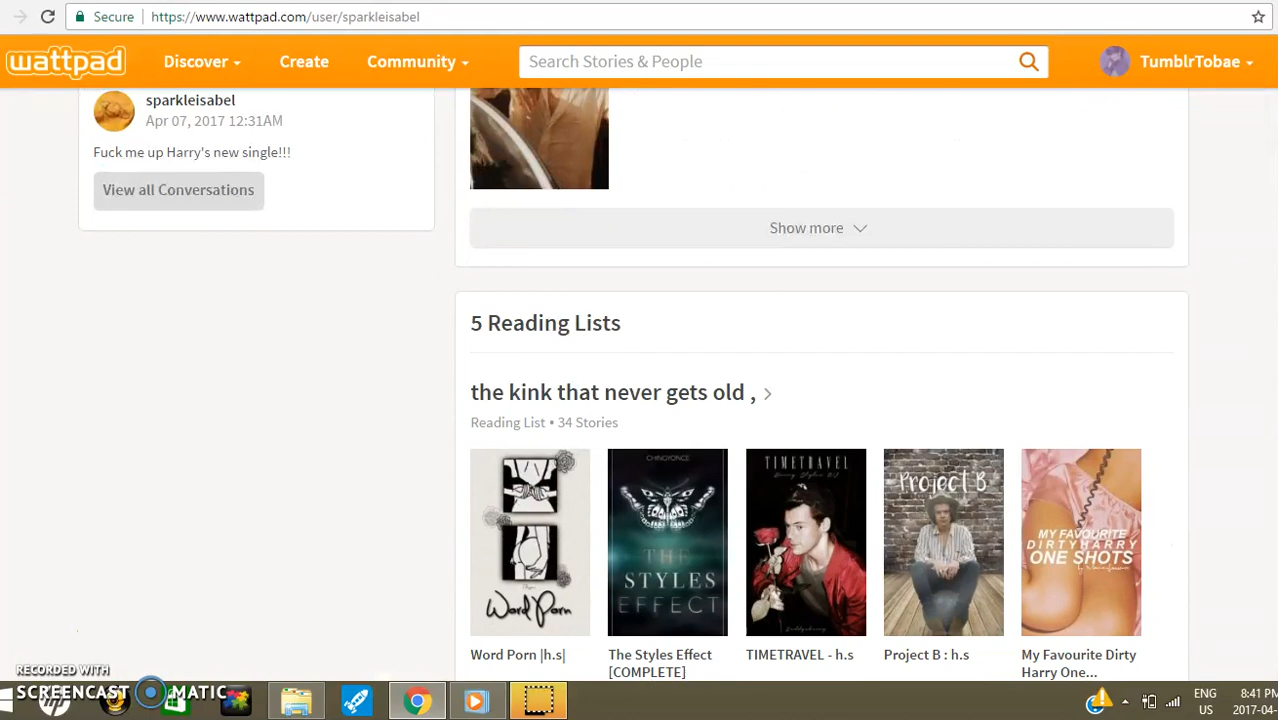 Secure
https://www.wattpad.com/user/sparkleisabel
wattpad
Discover
Create
Community
Search Stories & People
TumblrTobae
sparkleisabel
Apr 07, 2017 12:31AM
Fuck me up Harry's new single!!!
View all Conversations
Show more
5 Reading Lists
the kink that never gets old ,
Reading List • 34 Stories
Word Porn
CHINGYONCE
THE
STYLES
EFFECT
TIMETRAVEL
Project B
MY FAVOURITE
DIRTY HARRY
ONE SHOTS
Word Porn |h.s|
The Styles Effect
[COMPLETE]
TIMETRAVEL - h.s
Project B : h.s
My Favourite Dirty
Harry One...
RECORDED WITH
SCREENCAST MATIC
ENG
US
8:41 PM
2017-04-